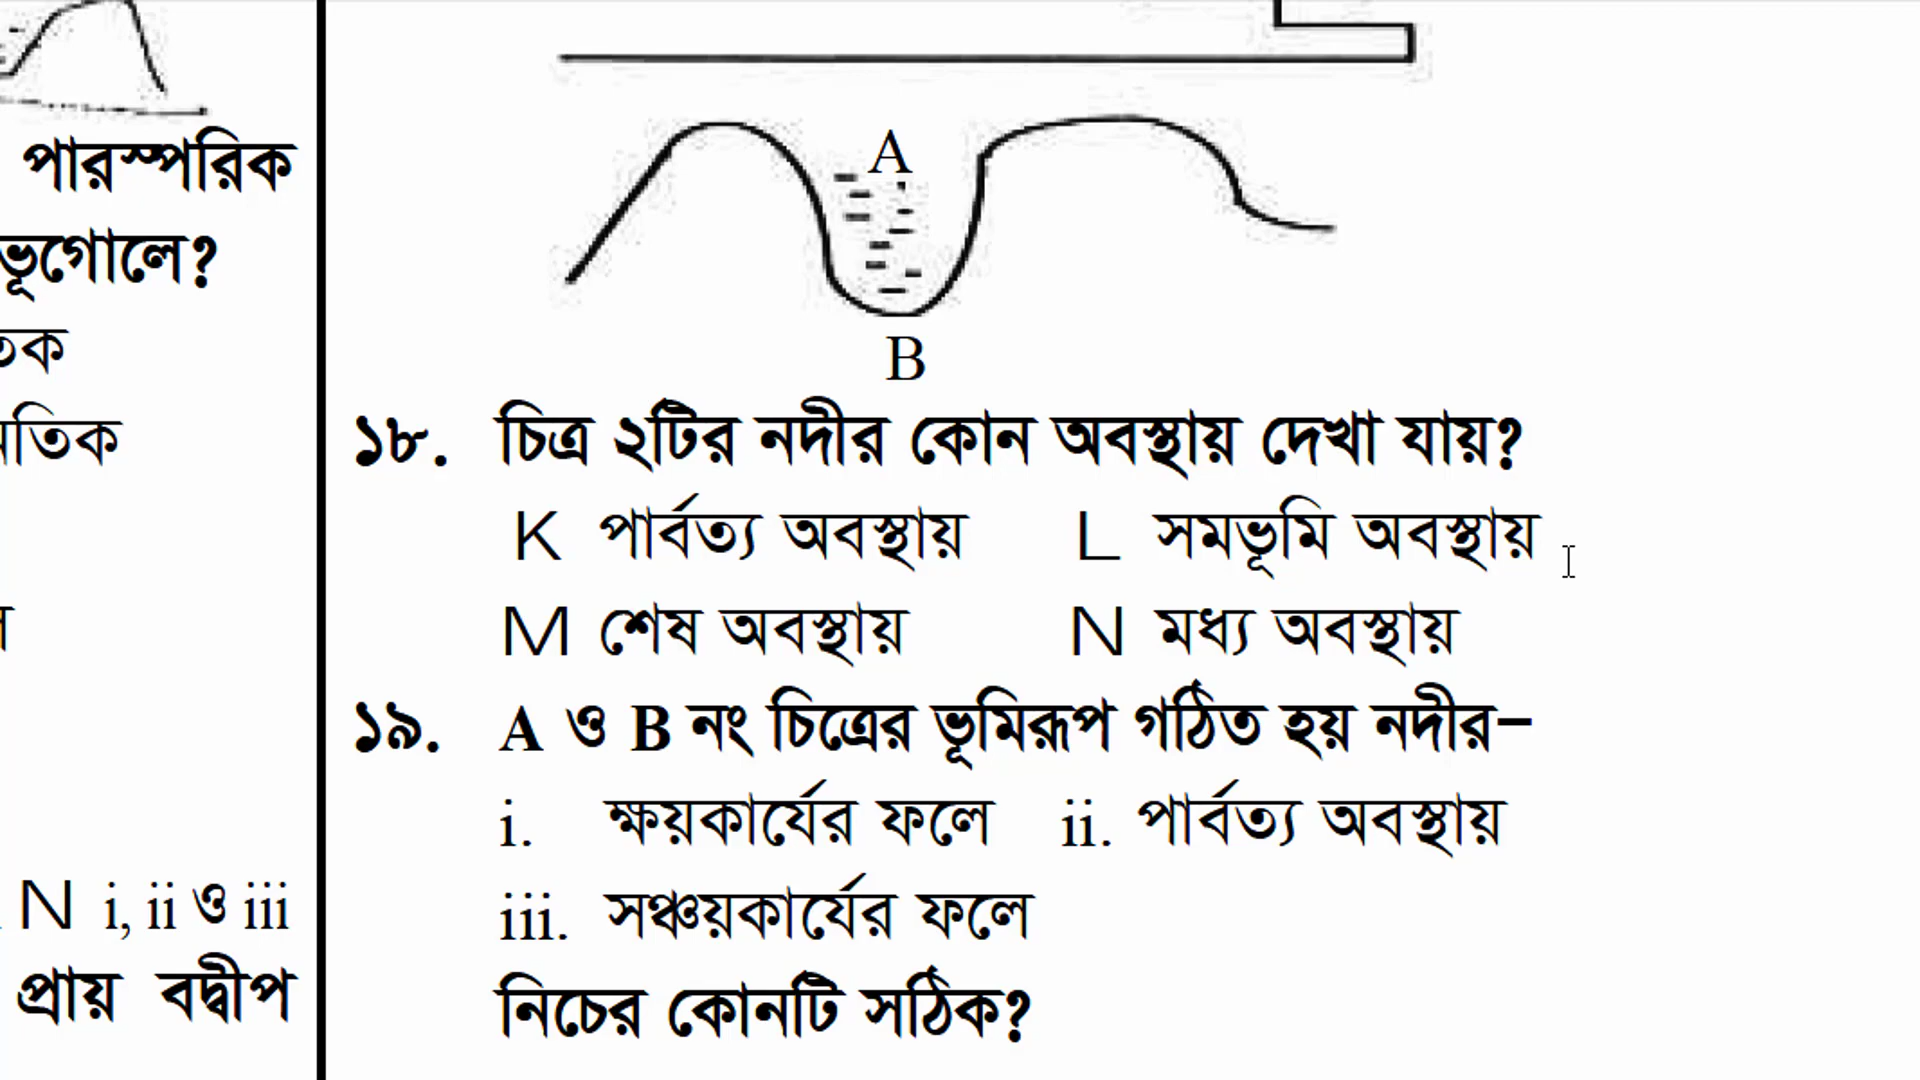 পারস্পরিক
ভূগোলে?
তিক
N i, ii ও iii
প্রায় বদ্বীপ
A
B
১৮. চিত্র ২টির নদীর কোন অবস্থায় দেখা যায়?
K পার্বত্য অবস্থায় L সমভূমি অবস্থায়
M শেষ অবস্থায় N মধ্য অবস্থায়
১৯. A ও B নং চিত্রের ভূমিরূপ গঠিত হয় নদীর–
i. ক্ষয়কার্যের ফলে ii. পার্বত্য অবস্থায়
iii. সঞ্চয়কার্যের ফলে
নিচের কোনটি সঠিক?